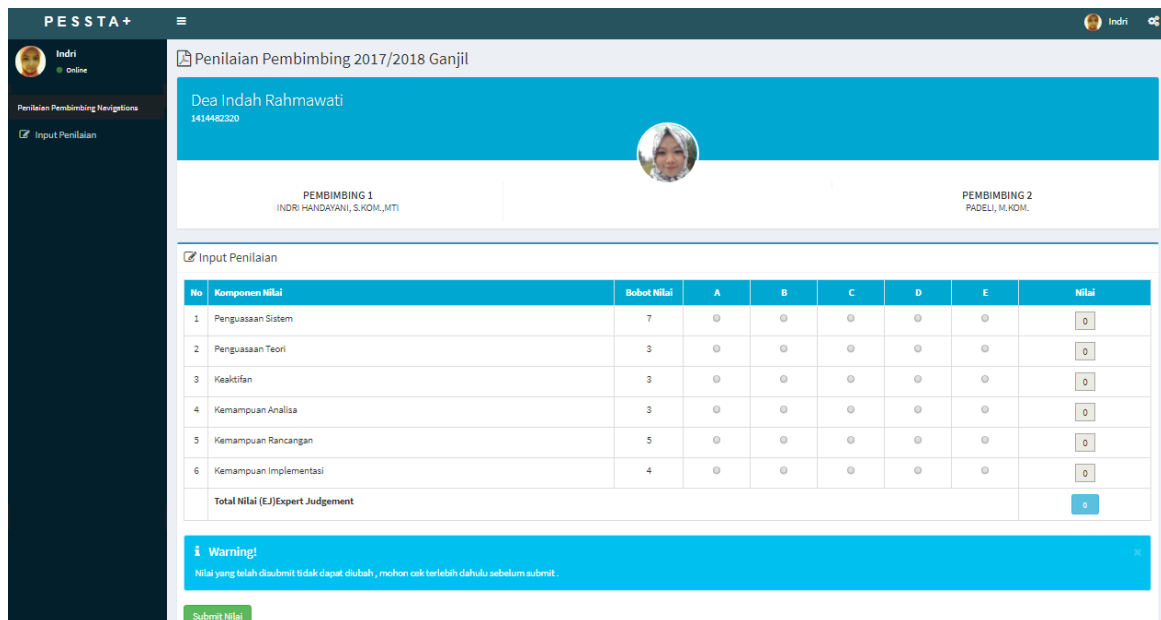 PESSTA+
Indri
Indri
Online
Penilaian Pembimbing Navigations
Input Penilaian
Penilaian Pembimbing 2017/2018 Ganjil
Dea Indah Rahmawati
1414482320
PEMBIMBING 1
INDRI HANDAYANI, S.KOM.,MTI
PEMBIMBING 2
PADELI, M.KOM.
Input Penilaian
No Komponen Nilai Bobot Nilai A B C D E Nilai
1 Penguasaan Sistem 7 0
2 Penguasaan Teori 3 0
3 Keaktifan 3 0
4 Kemampuan Analisa 3 0
5 Kemampuan Rancangan 5 0
6 Kemampuan Implementasi 4 0
Total Nilai (EJ)Expert Judgement 0
i Warning!
Nilai yang telah disubmit tidak dapat diubah , mohon cek terlebih dahulu sebelum submit .
Submit Nilai